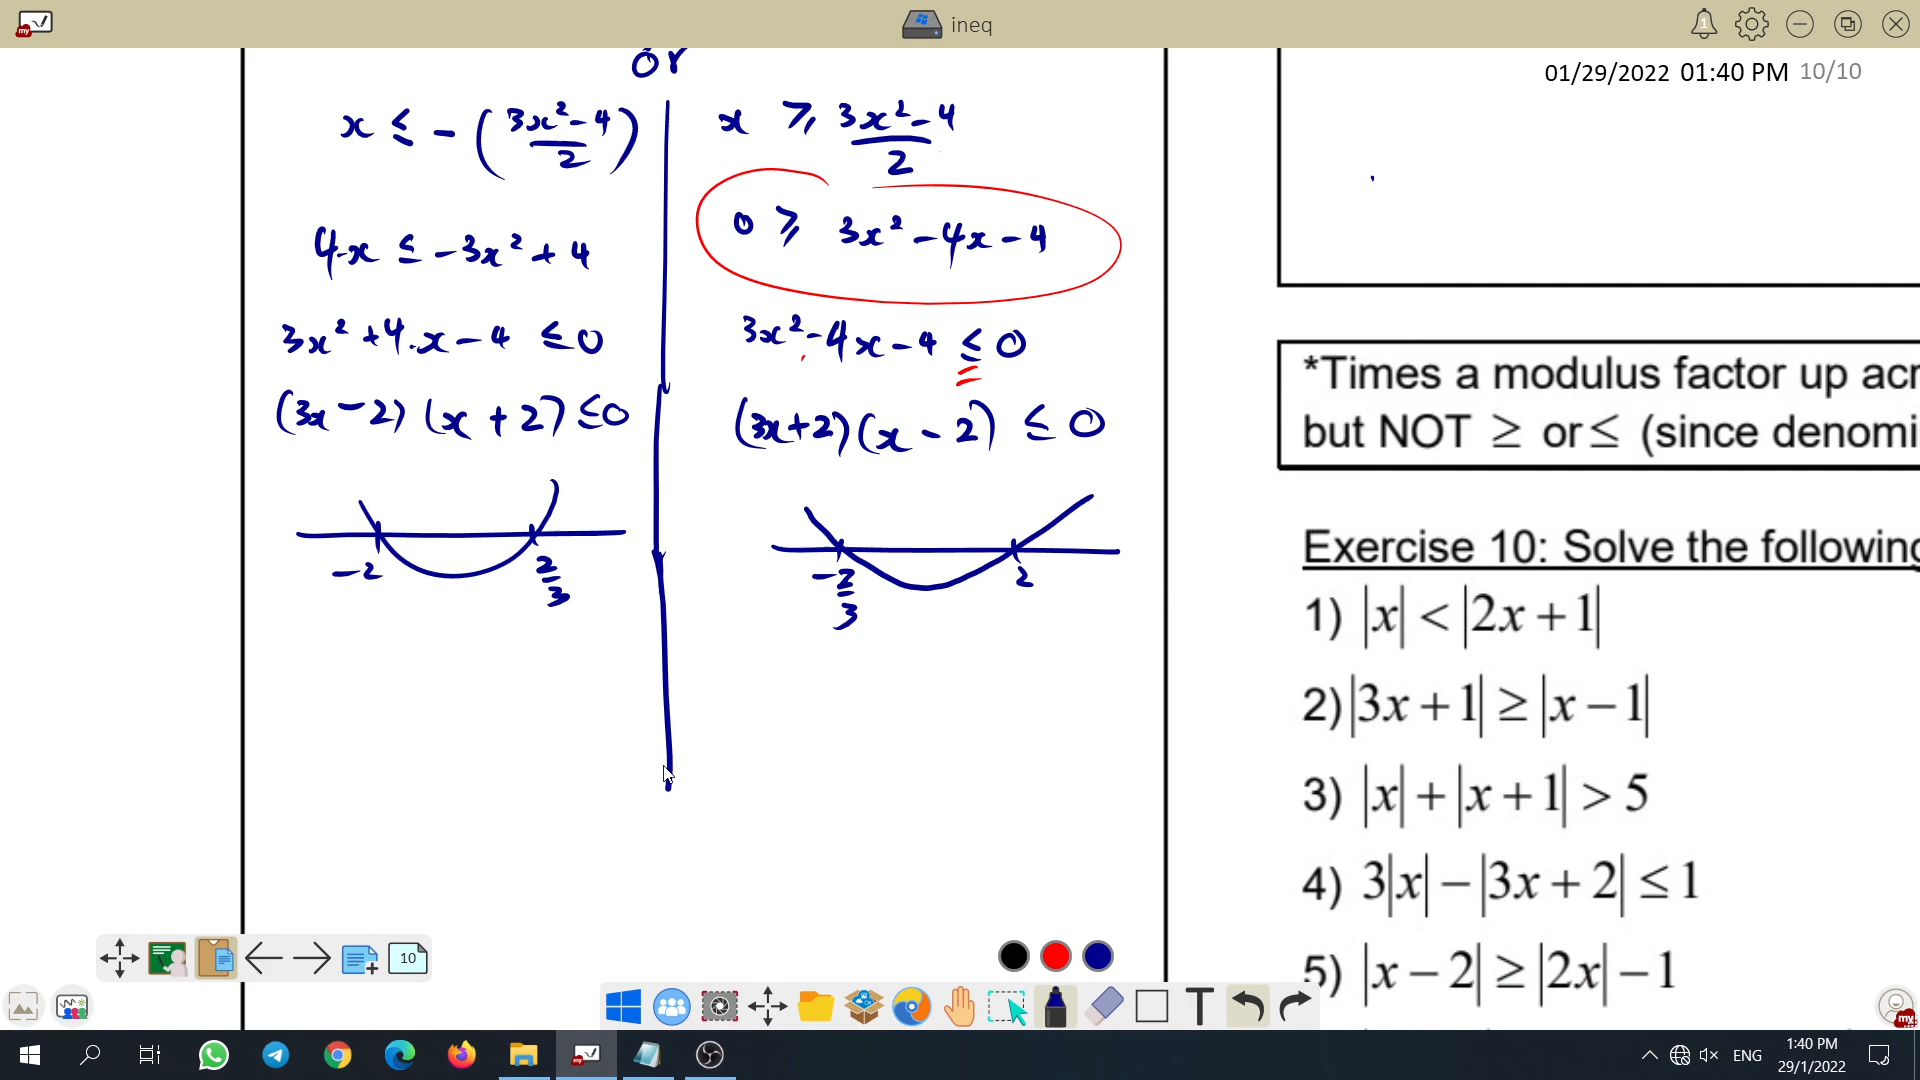 ineq
01/29/2022 01:40 PM 10/10
or
x ≤ - (3x² - 4 / 2)
4x ≤ -3x² + 4
3x² + 4x - 4 ≤ 0
(3x - 2) (x + 2) ≤ 0
-2 2/3
x ≥ 3x² - 4 / 2
0 ≥ 3x² - 4x - 4
3x² - 4x - 4 ≤ 0
(3x + 2)(x - 2) ≤ 0
-2/3 2
*Times a modulus factor up acr
but NOT ≥ or ≤ (since denomi
Exercise 10: Solve the following
1) |x| < |2x + 1|
2) |3x + 1| ≥ |x - 1|
3) |x| + |x + 1| > 5
4) 3|x| - |3x + 2| ≤ 1
5) |x - 2| ≥ |2x| - 1
10
T
my
my
1
ENG
1:40 PM
29/1/2022